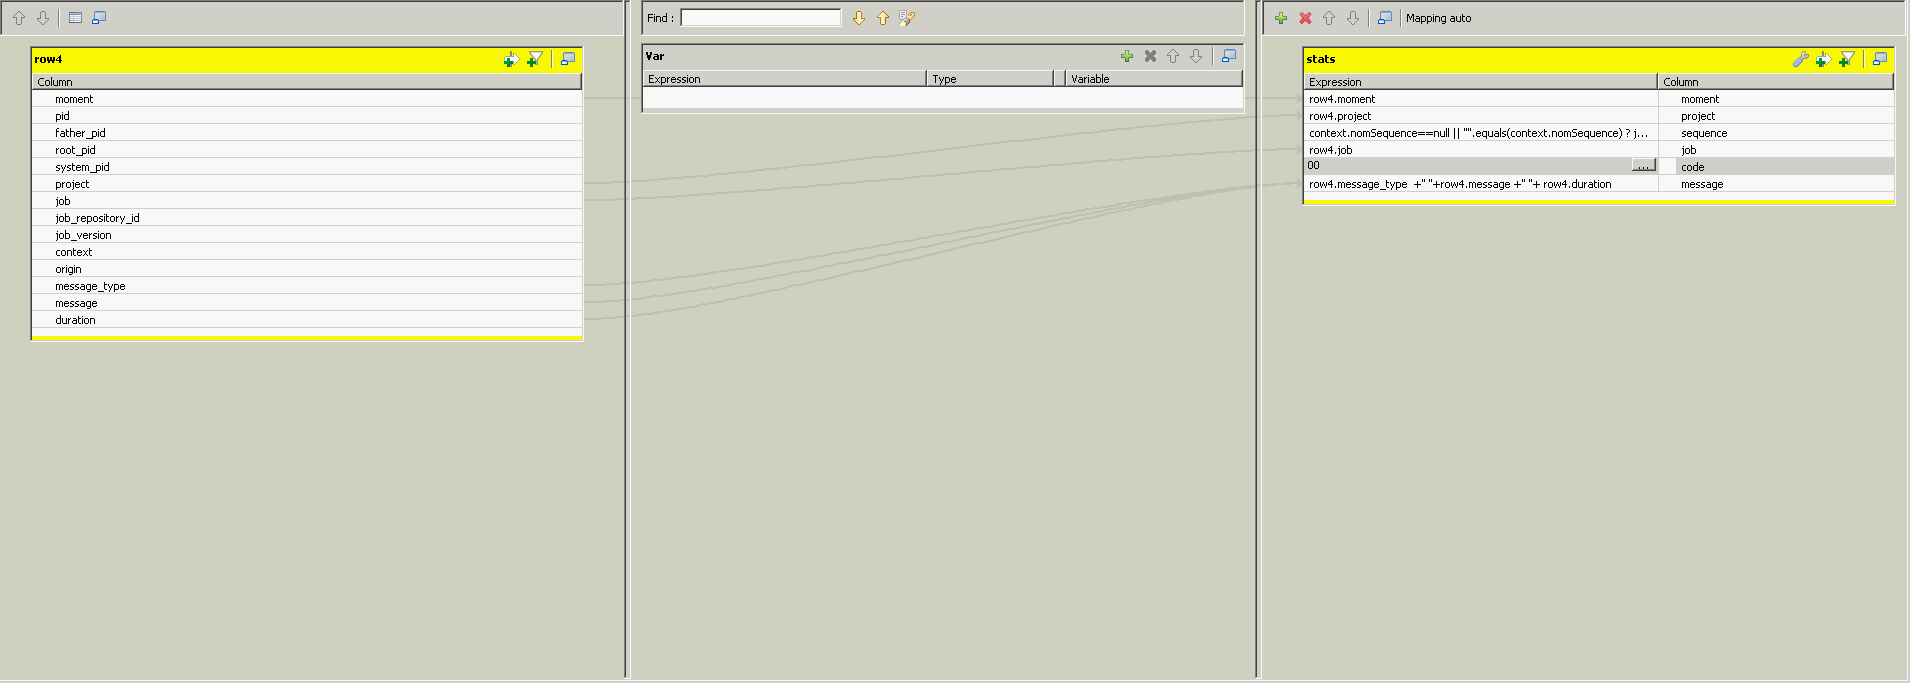 Find :
Mapping auto
row4
Column
moment
pid
father_pid
root_pid
system_pid
project
job
job_repository_id
job_version
context
origin
message_type
message
duration
Var
Expression Type Variable
stats
Expression Column
row4.moment moment
row4.project project
context.nomSequence==null || "".equals(context.nomSequence) ? j... sequence
row4.job job
00 ... code
row4.message_type +" "+row4.message +" "+ row4.duration message